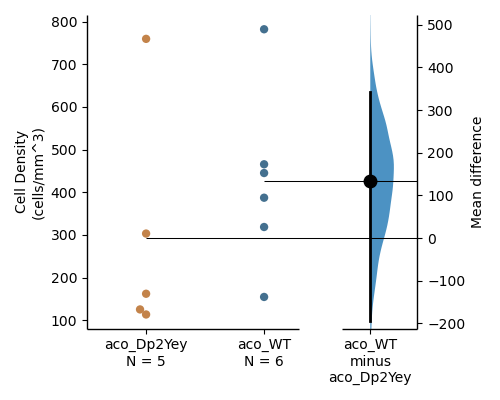 800
700
600
500
400
300
200
100
Cell Density
(cells/mm^3)
aco_Dp2Yey
N = 5
aco_WT
N = 6
aco_WT
minus
aco_Dp2Yey
500
400
300
200
100
0
−100
−200
Mean difference